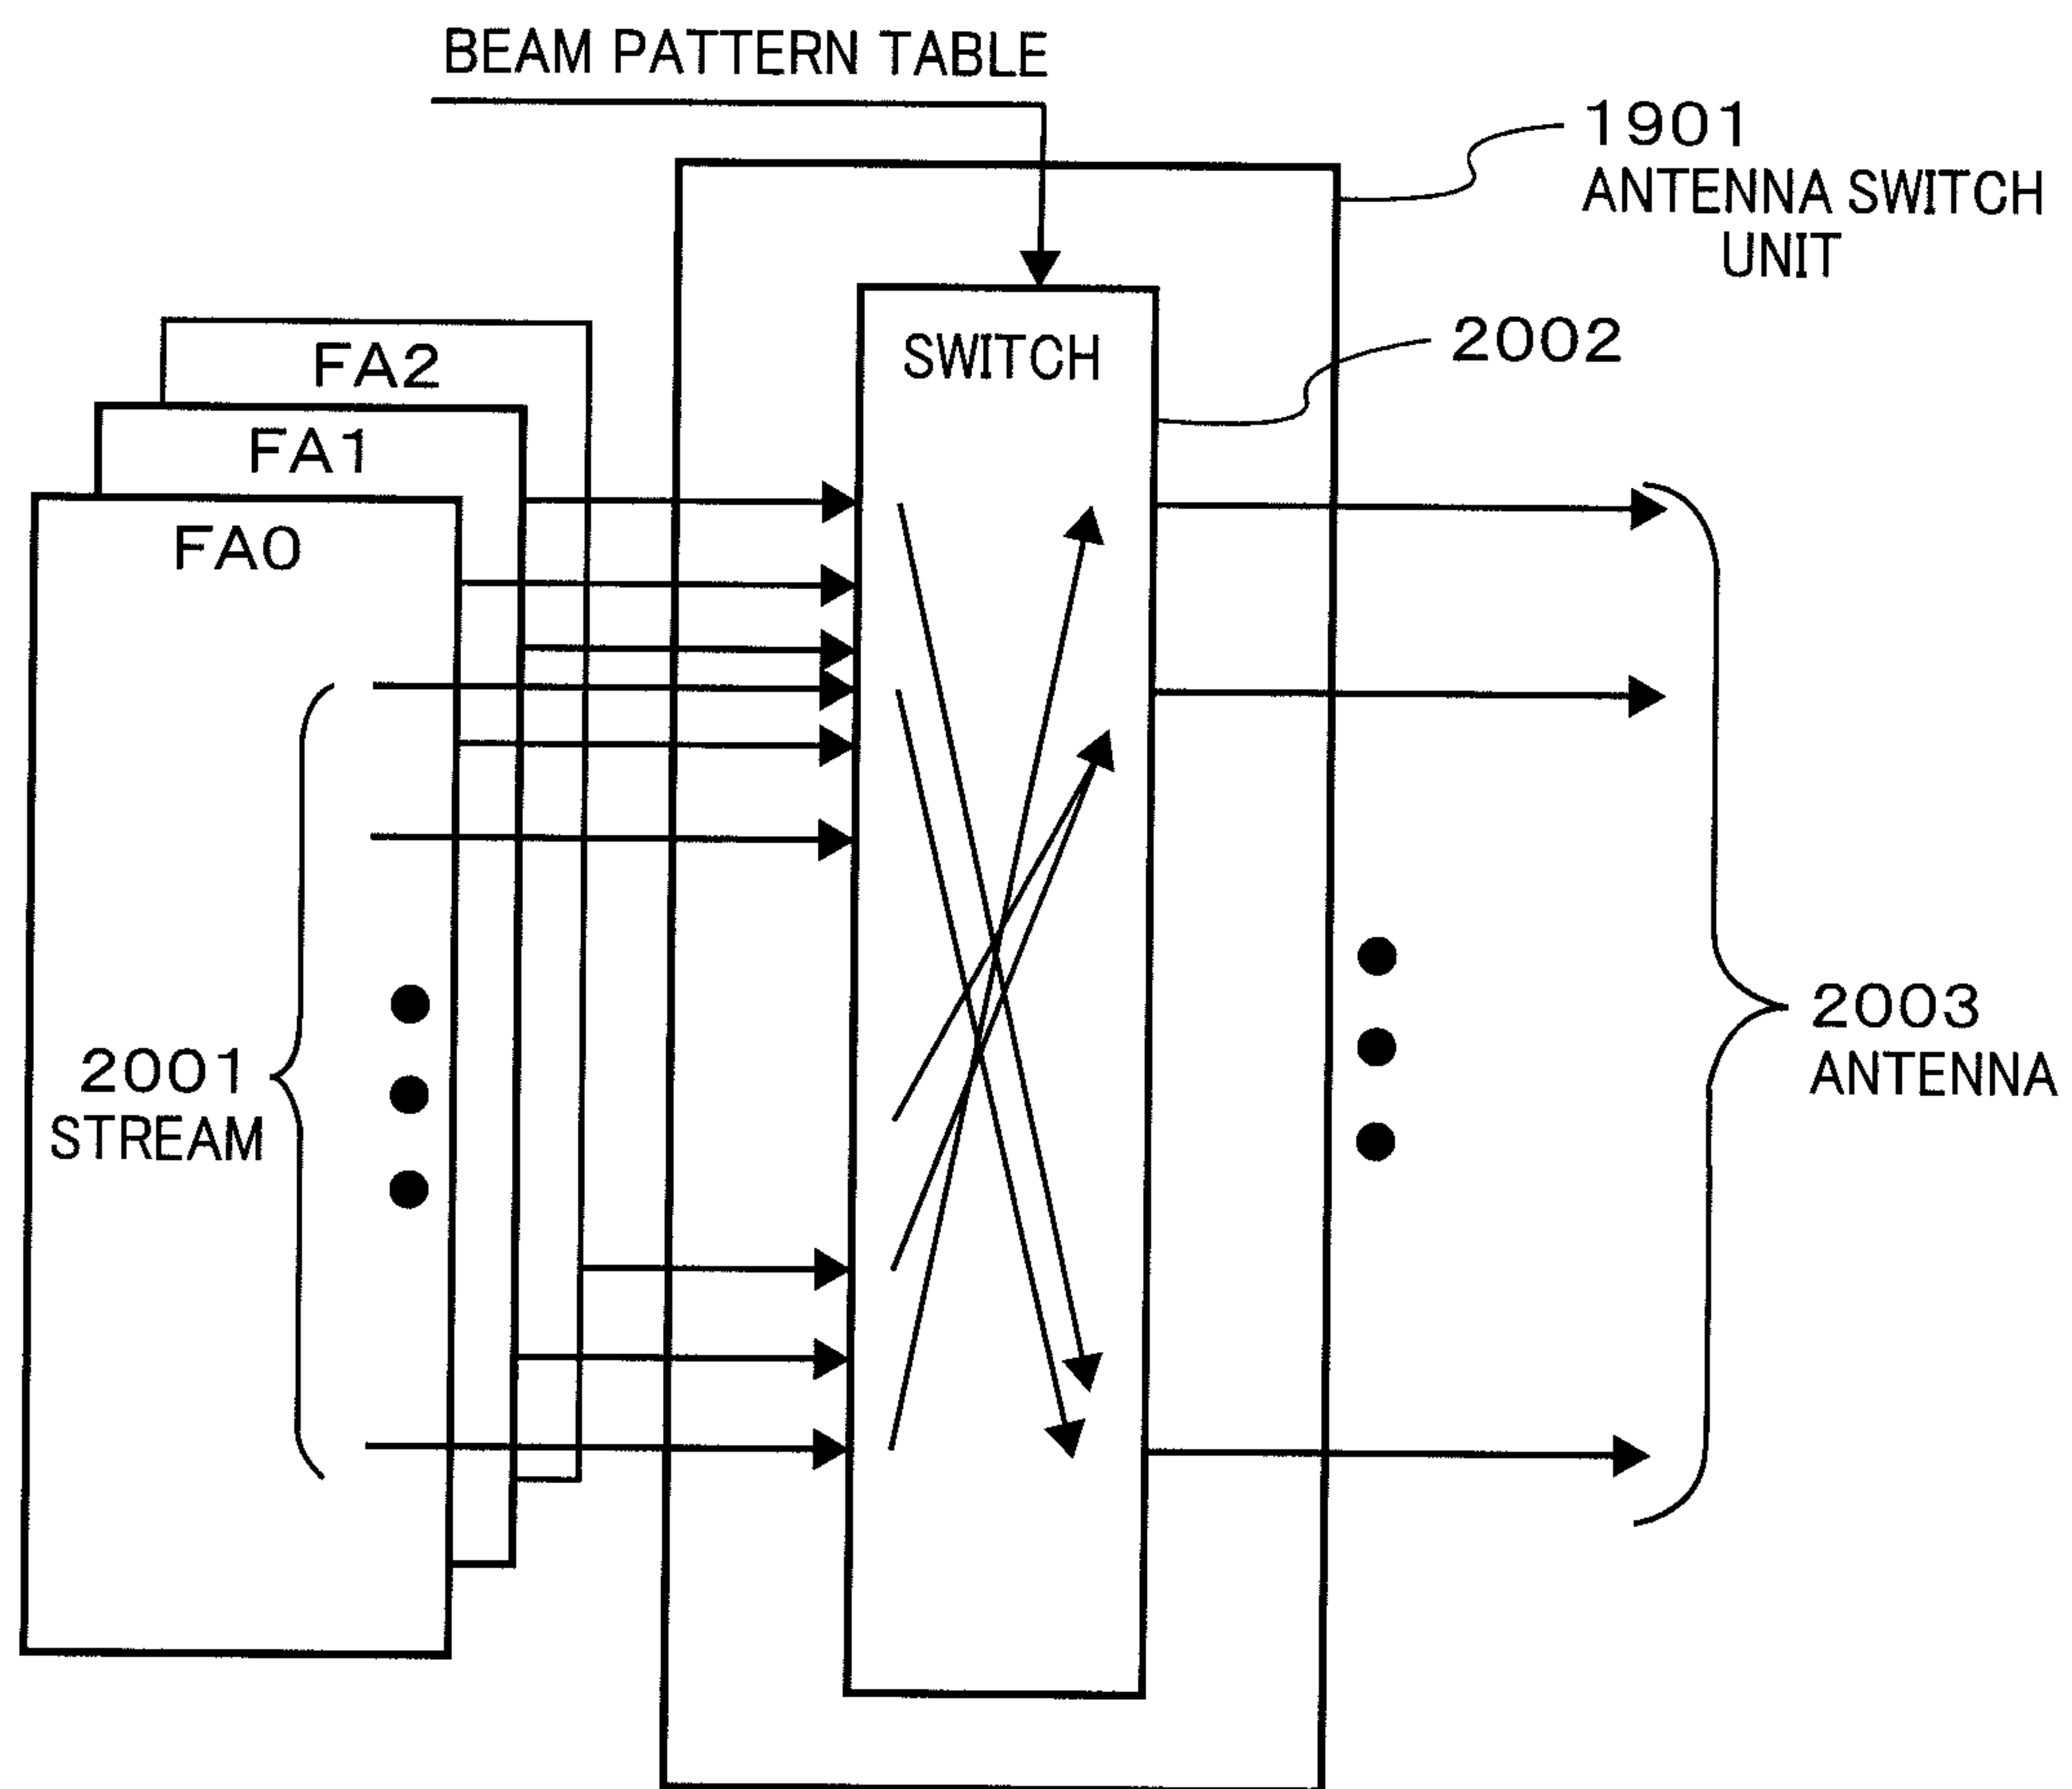 BEAM PATTERN TABLE
1901
ANTENNA SWITCH
UNIT
SWITCH
2002
FA2
FA1
FA0
2001
STREAM
2003
ANTENNA